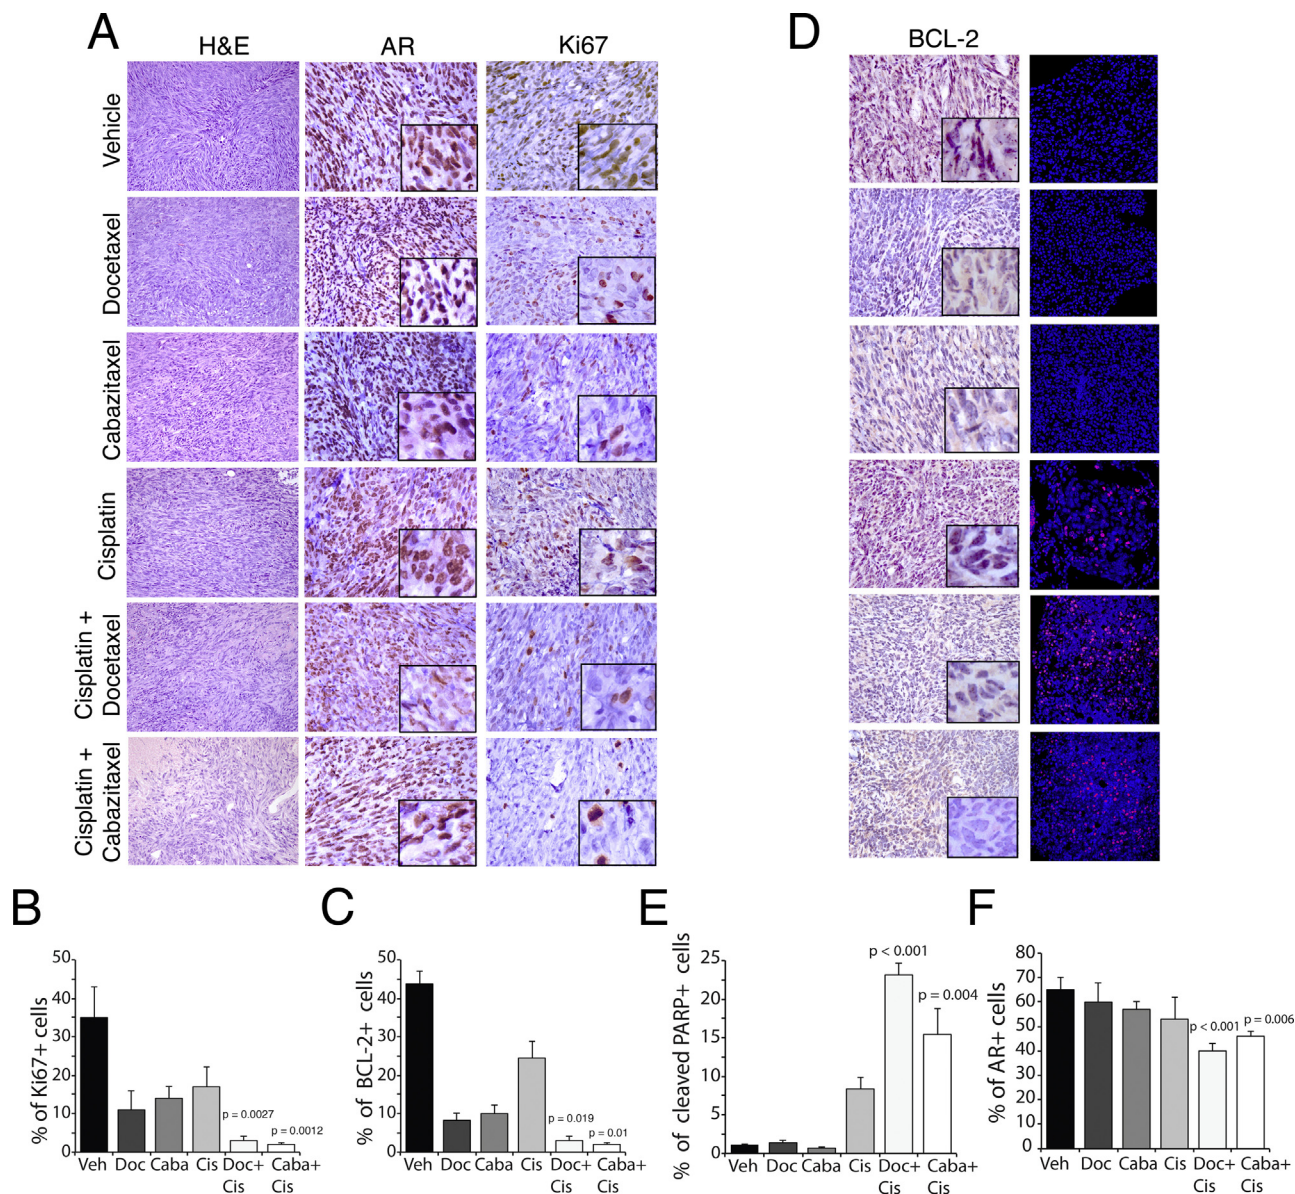 A
H&E
AR
Ki67
D
BCL-2
Vehicle
Docetaxel
Cabazitaxel
Cisplatin
Cisplatin +
Docetaxel
Cisplatin +
Cabazitaxel
B
% of Ki67+ cells
50
40
30
20
10
0
p = 0.0027
p = 0.0012
Veh
Doc
Caba
Cis
Doc+
Cis
Caba+
Cis
C
% of BCL-2+ cells
50
40
30
20
10
0
p = 0.019
p = 0.01
Veh
Doc
Caba
Cis
Doc+
Cis
Caba+
Cis
E
% of cleaved PARP+ cells
25
25
15
10
5
0
p < 0.001
p = 0.004
Veh
Doc
Caba
Cis
Doc+
Cis
Caba+
Cis
F
% of AR+ cells
80
70
60
50
40
30
20
10
0
p <0.001
p = 0.006
Veh
Doc
Caba
Cis
Doc+
Cis
Caba+
Cis